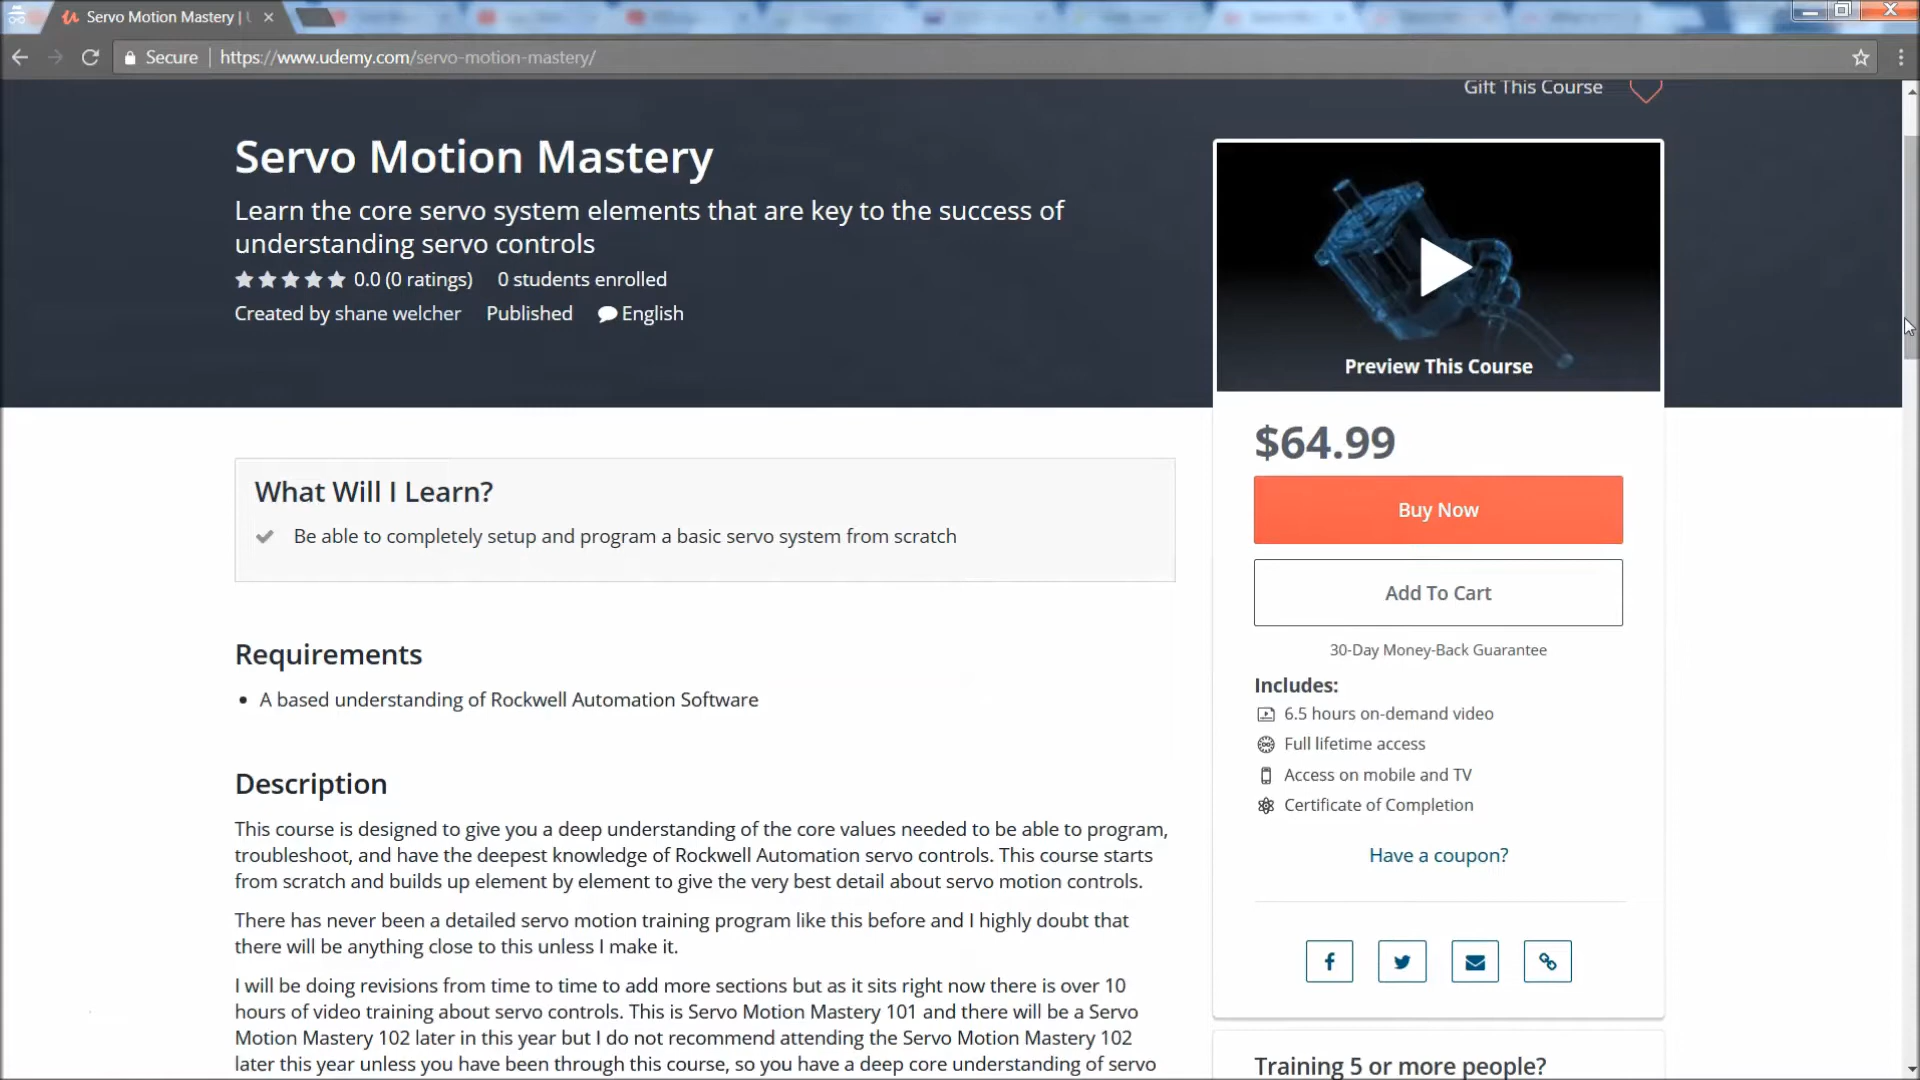 Servo Motion Mastery |
Secure
https://www.udemy.com/servo-motion-mastery/
Gift This Course
Servo Motion Mastery
Learn the core servo system elements that are key to the success of
understanding servo controls
0.0 (0 ratings) 0 students enrolled
Created by shane welcher Published English
Preview This Course
$64.99
Buy Now
Add To Cart
30-Day Money-Back Guarantee
Includes:
6.5 hours on-demand video
Full lifetime access
Access on mobile and TV
Certificate of Completion
Have a coupon?
Training 5 or more people?
What Will I Learn?
Be able to completely setup and program a basic servo system from scratch
Requirements
• A based understanding of Rockwell Automation Software
Description
This course is designed to give you a deep understanding of the core values needed to be able to program,
troubleshoot, and have the deepest knowledge of Rockwell Automation servo controls. This course starts
from scratch and builds up element by element to give the very best detail about servo motion controls.
There has never been a detailed servo motion training program like this before and I highly doubt that
there will be anything close to this unless I make it.
I will be doing revisions from time to time to add more sections but as it sits right now there is over 10
hours of video training about servo controls. This is Servo Motion Mastery 101 and there will be a Servo
Motion Mastery 102 later in this year but I do not recommend attending the Servo Motion Mastery 102
later this year unless you have been through this course, so you have a deep core understanding of servo